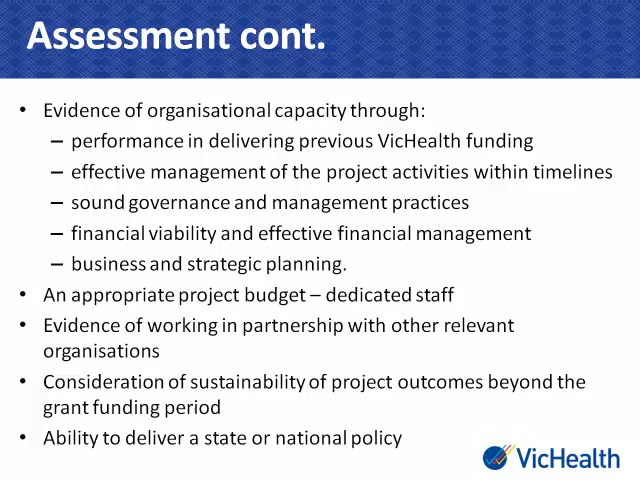 Assessment cont.
• Evidence of organisational capacity through:
– performance in delivering previous VicHealth funding
– effective management of the project activities within timelines
– sound governance and management practices
– financial viability and effective financial management
– business and strategic planning.
• An appropriate project budget – dedicated staff
• Evidence of working in partnership with other relevant
organisations
• Consideration of sustainability of project outcomes beyond the
grant funding period
• Ability to deliver a state or national policy
VicHealth